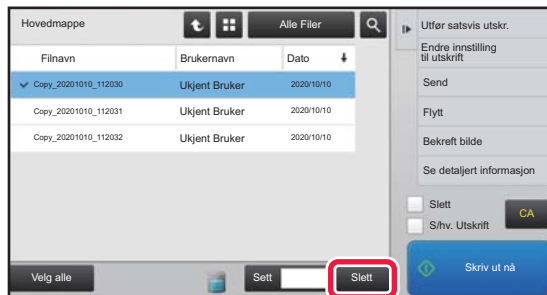 Hovedmappe
Alle Filer
Filnavn Brukernavn Dato
Copy_20201010_112030 Ukjent Bruker 2020/10/10
Copy_20201010_112031 Ukjent Bruker 2020/10/10
Copy_20201010_112032 Ukjent Bruker 2020/10/10
Velg alle
Sett
Slett
Utfør satsvis utskr.
Endre innstilling
til utskrift
Send
Flytt
Bekreft bilde
Se detaljert informasjon
Slett
S/hv. Utskrift
CA
Skriv ut nå